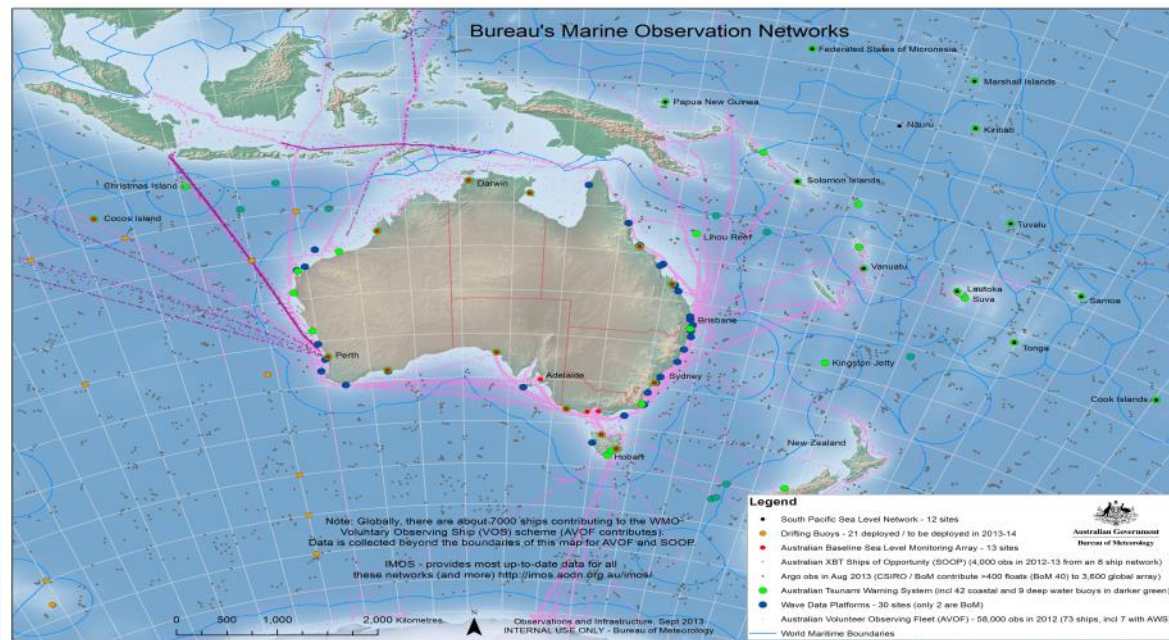 Bureau's Marine Observation Networks
Federated States of Micronesia
Marshall Islands
Papua New Guinea
Nauru
Kiribati
Christmas Island
Darwin
Solomon Islands
Cocos Island
Lihou Reef
Tuvalu
Vanuatu
Lautoka
Suva
Samoa
Brisbane
Tonga
Perth
Kingston Jetty
Adelaide
Sydney
Cook Islands
New Zealand
Hobart
Note: Globally, there are about 7000 ships contributing to the WMO
Voluntary Observing Ship (VOS) scheme (AVOF contributes).
Data is collected beyond the boundaries of this map for AVOF and SOOP.
IMOS - provides most up-to-date data for all
these networks (and more) http://imos.aodn.org.au/imos/
0 500 1,000 2,000 Kilometres
N
Observations and Infrastructure, Sept 2013
INTERNAL USE ONLY - Bureau of Meteorology
Legend
South Pacific Sea Level Network - 12 sites
Drifting Buoys - 21 deployed / to be deployed in 2013-14
Australian Baseline Sea Level Monitoring Array - 13 sites
Australian XBT Ships of Opportunity (SOOP) (4,000 obs in 2012-13 from an 8 ship network)
Argo obs in Aug 2013 (CSIRO / BoM contribute >400 floats (BoM 40) to 3,600 global array)
Australian Tsunami Warning System (incl 42 coastal and 9 deep water buoys in darker green)
Wave Data Platforms - 30 sites (only 2 are BoM)
Australian Volunteer Observing Fleet (AVOF) - 58,000 obs in 2012 (73 ships, incl 7 with AWS
World Maritime Boundaries
Australian Government
Bureau of Meteorology